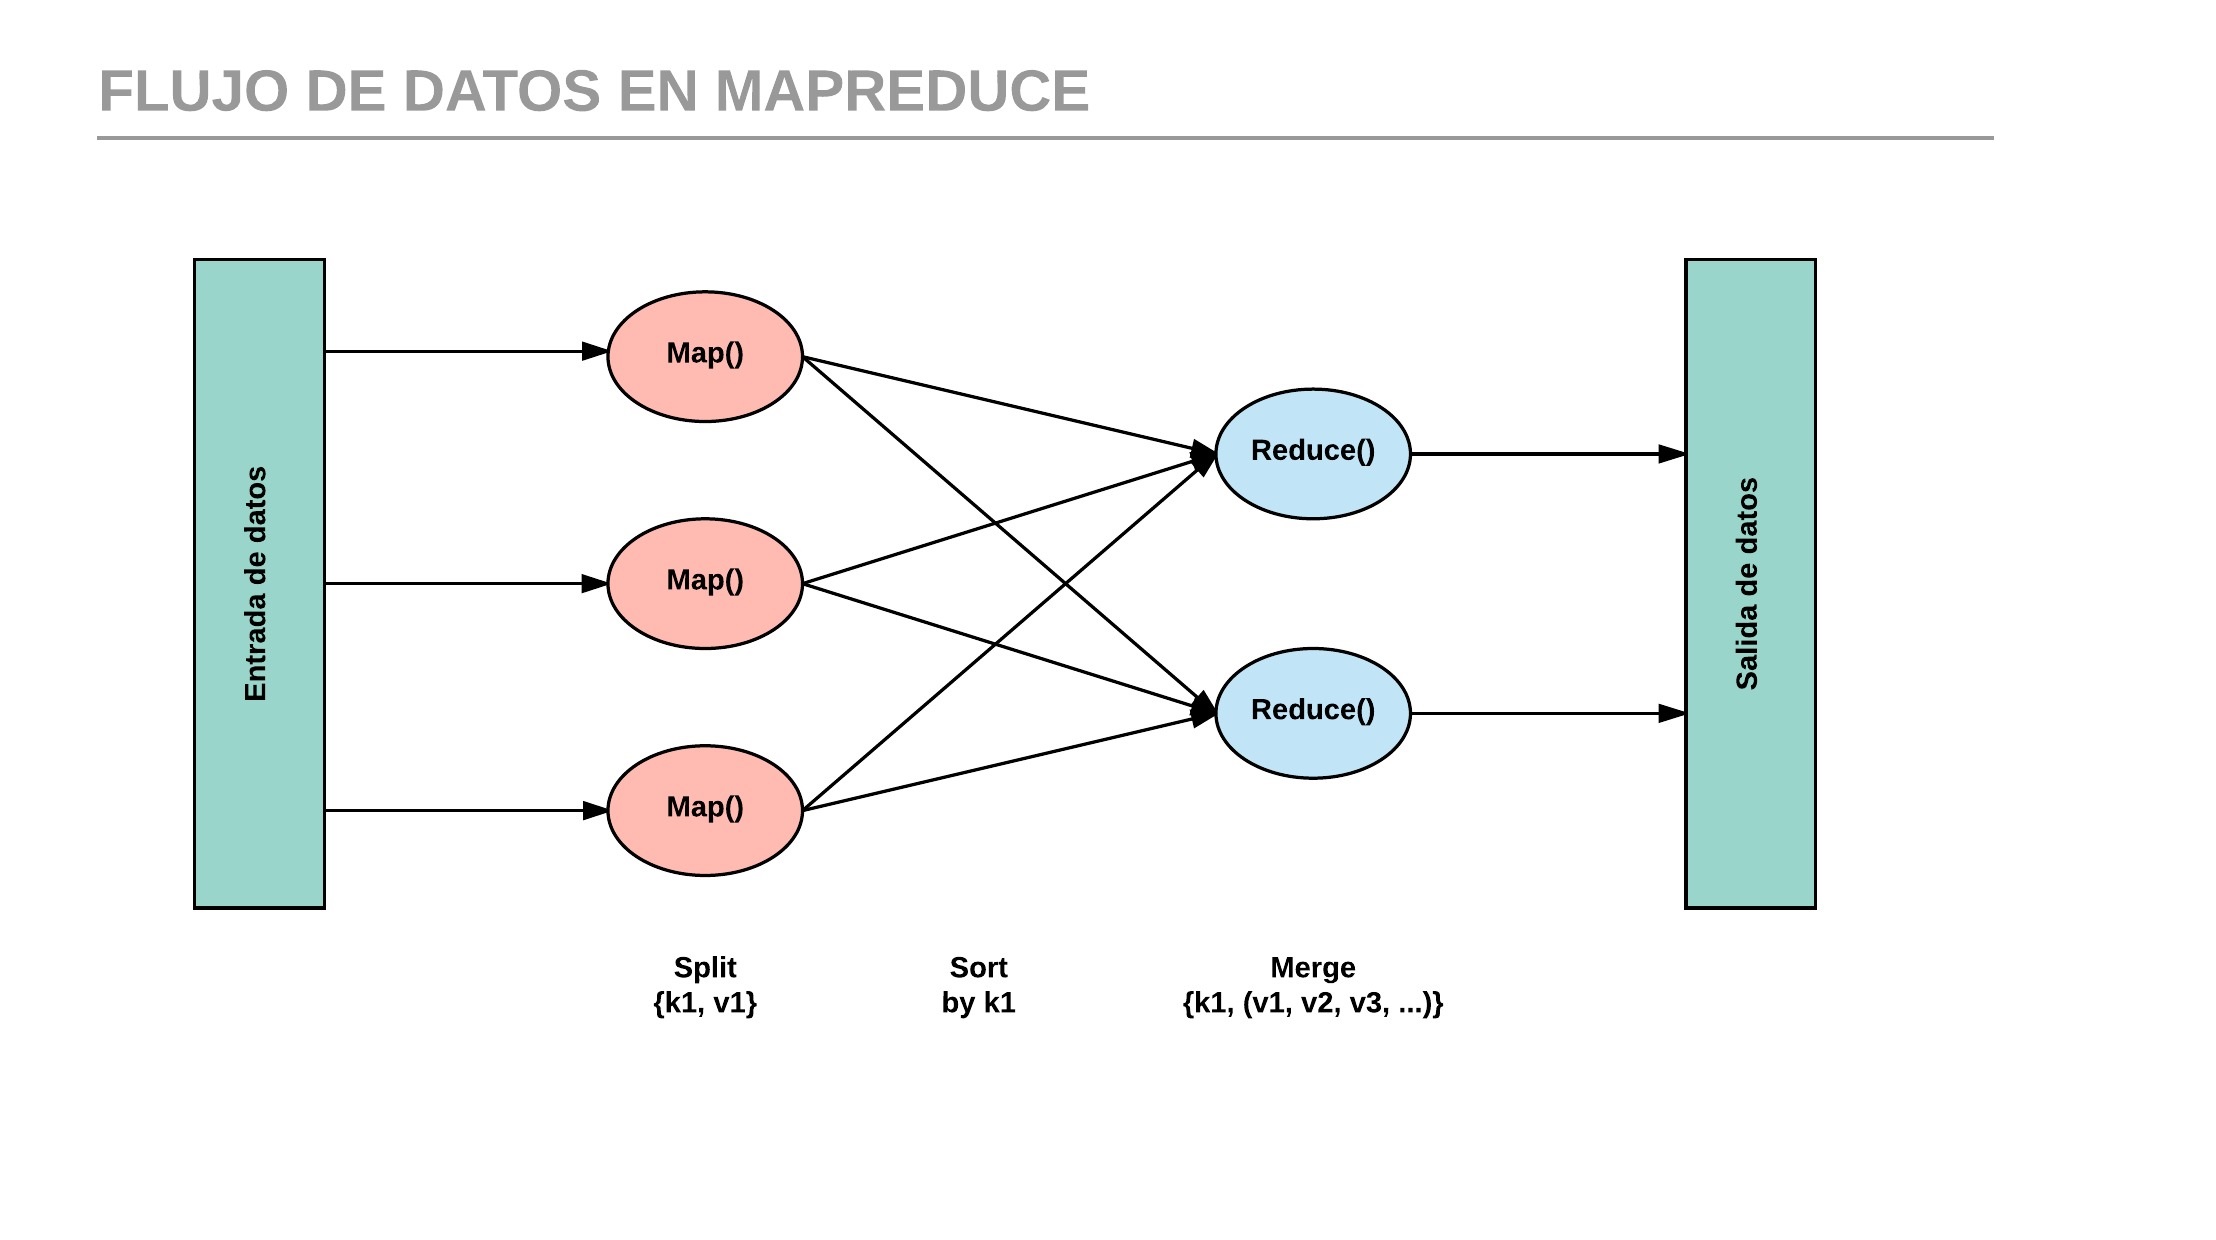 FLUJO DE DATOS EN MAPREDUCE
Entrada de datos
Map()
Map()
Map()
Reduce()
Reduce()
Salida de datos
Split
{k1, v1}
Sort
by k1
Merge
{k1, (v1, v2, v3, ...)}